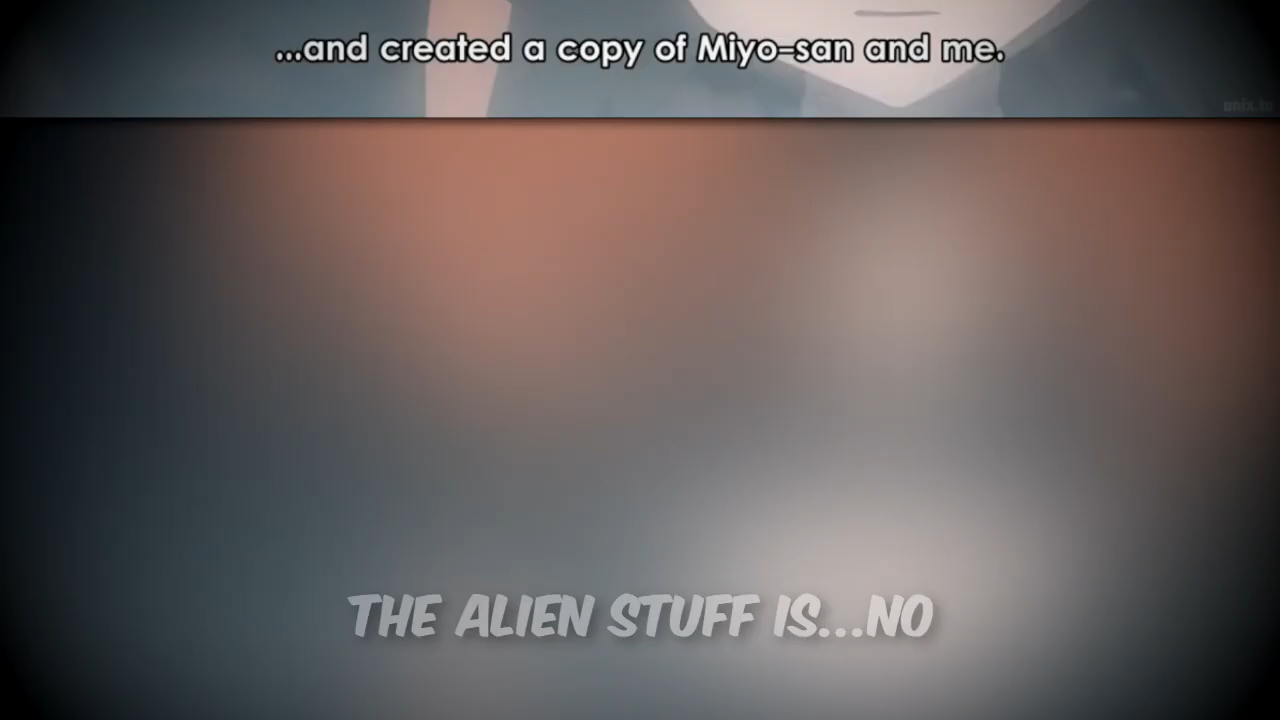 ...and created a copy of Miyo-san and me.
THE ALIEN STUFF IS...NO